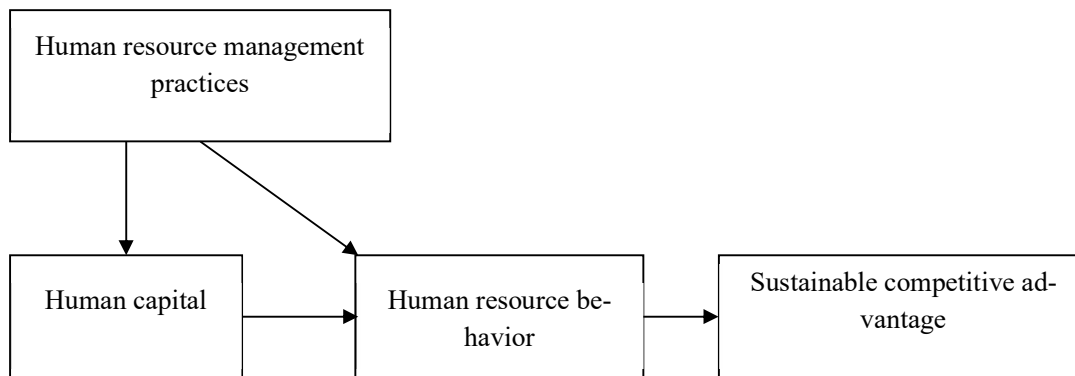 Human resource management
practices
Human capital
Human resource be-
havior
Sustainable competitive ad-
vantage